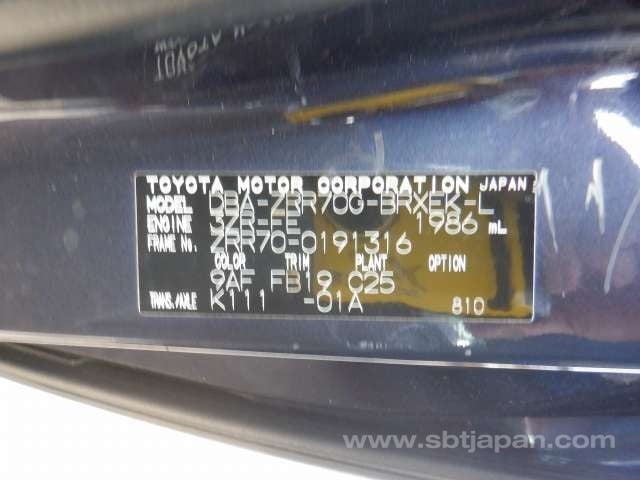 TOYOTA MOTOR CORPORATION JAPAN
MODEL DBA-ZRR70G-BRXEK-L
ENGINE 3ZR-FE 1986 mL
FRAME NO. ZRR70-0191316
COLOR TRIM PLANT OPTION
9AF FB19 C25
TRANS./AXLE K111 -01A 810
www.sbtjapan.com